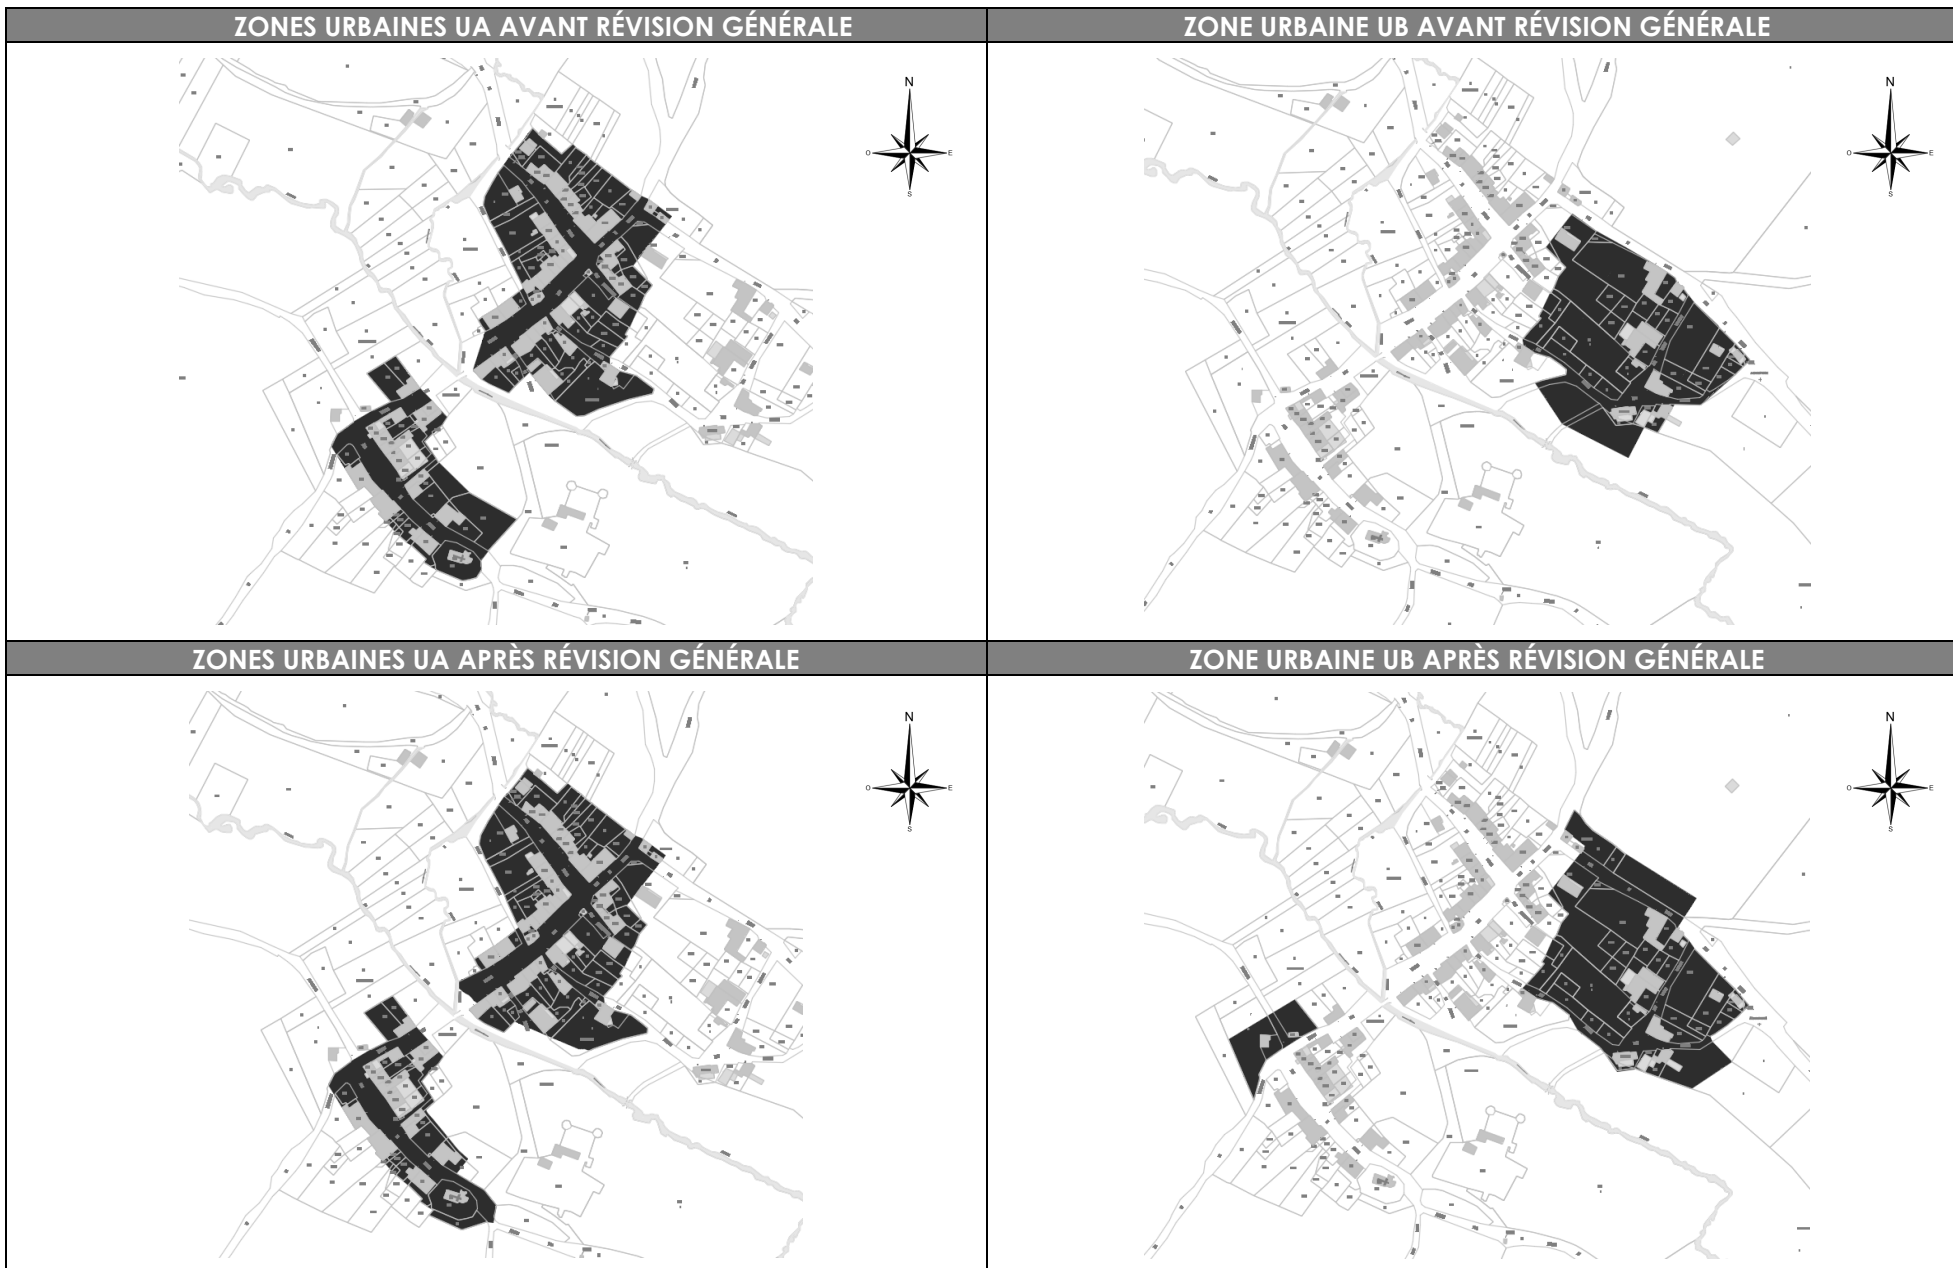 ZONES URBAINES UA AVANT RÉVISION GÉNÉRALE
ZONE URBAINE UB AVANT RÉVISION GÉNÉRALE
N
O E
S
N
O E
S
ZONES URBAINES UA APRÈS RÉVISION GÉNÉRALE
ZONE URBAINE UB APRÈS RÉVISION GÉNÉRALE
N
O E
S
N
O E
S